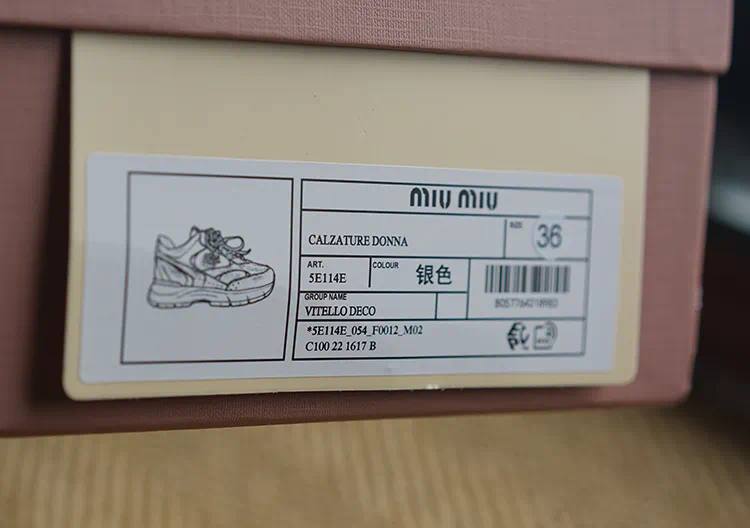 MIU MIU
CALZATURE DONNA
SIZE 36
ART. 5E114E
COLOUR 银色
GROUP NAME
VITELLO DECO
*5E114E_054_F0012_M02
C100 22 1617 B